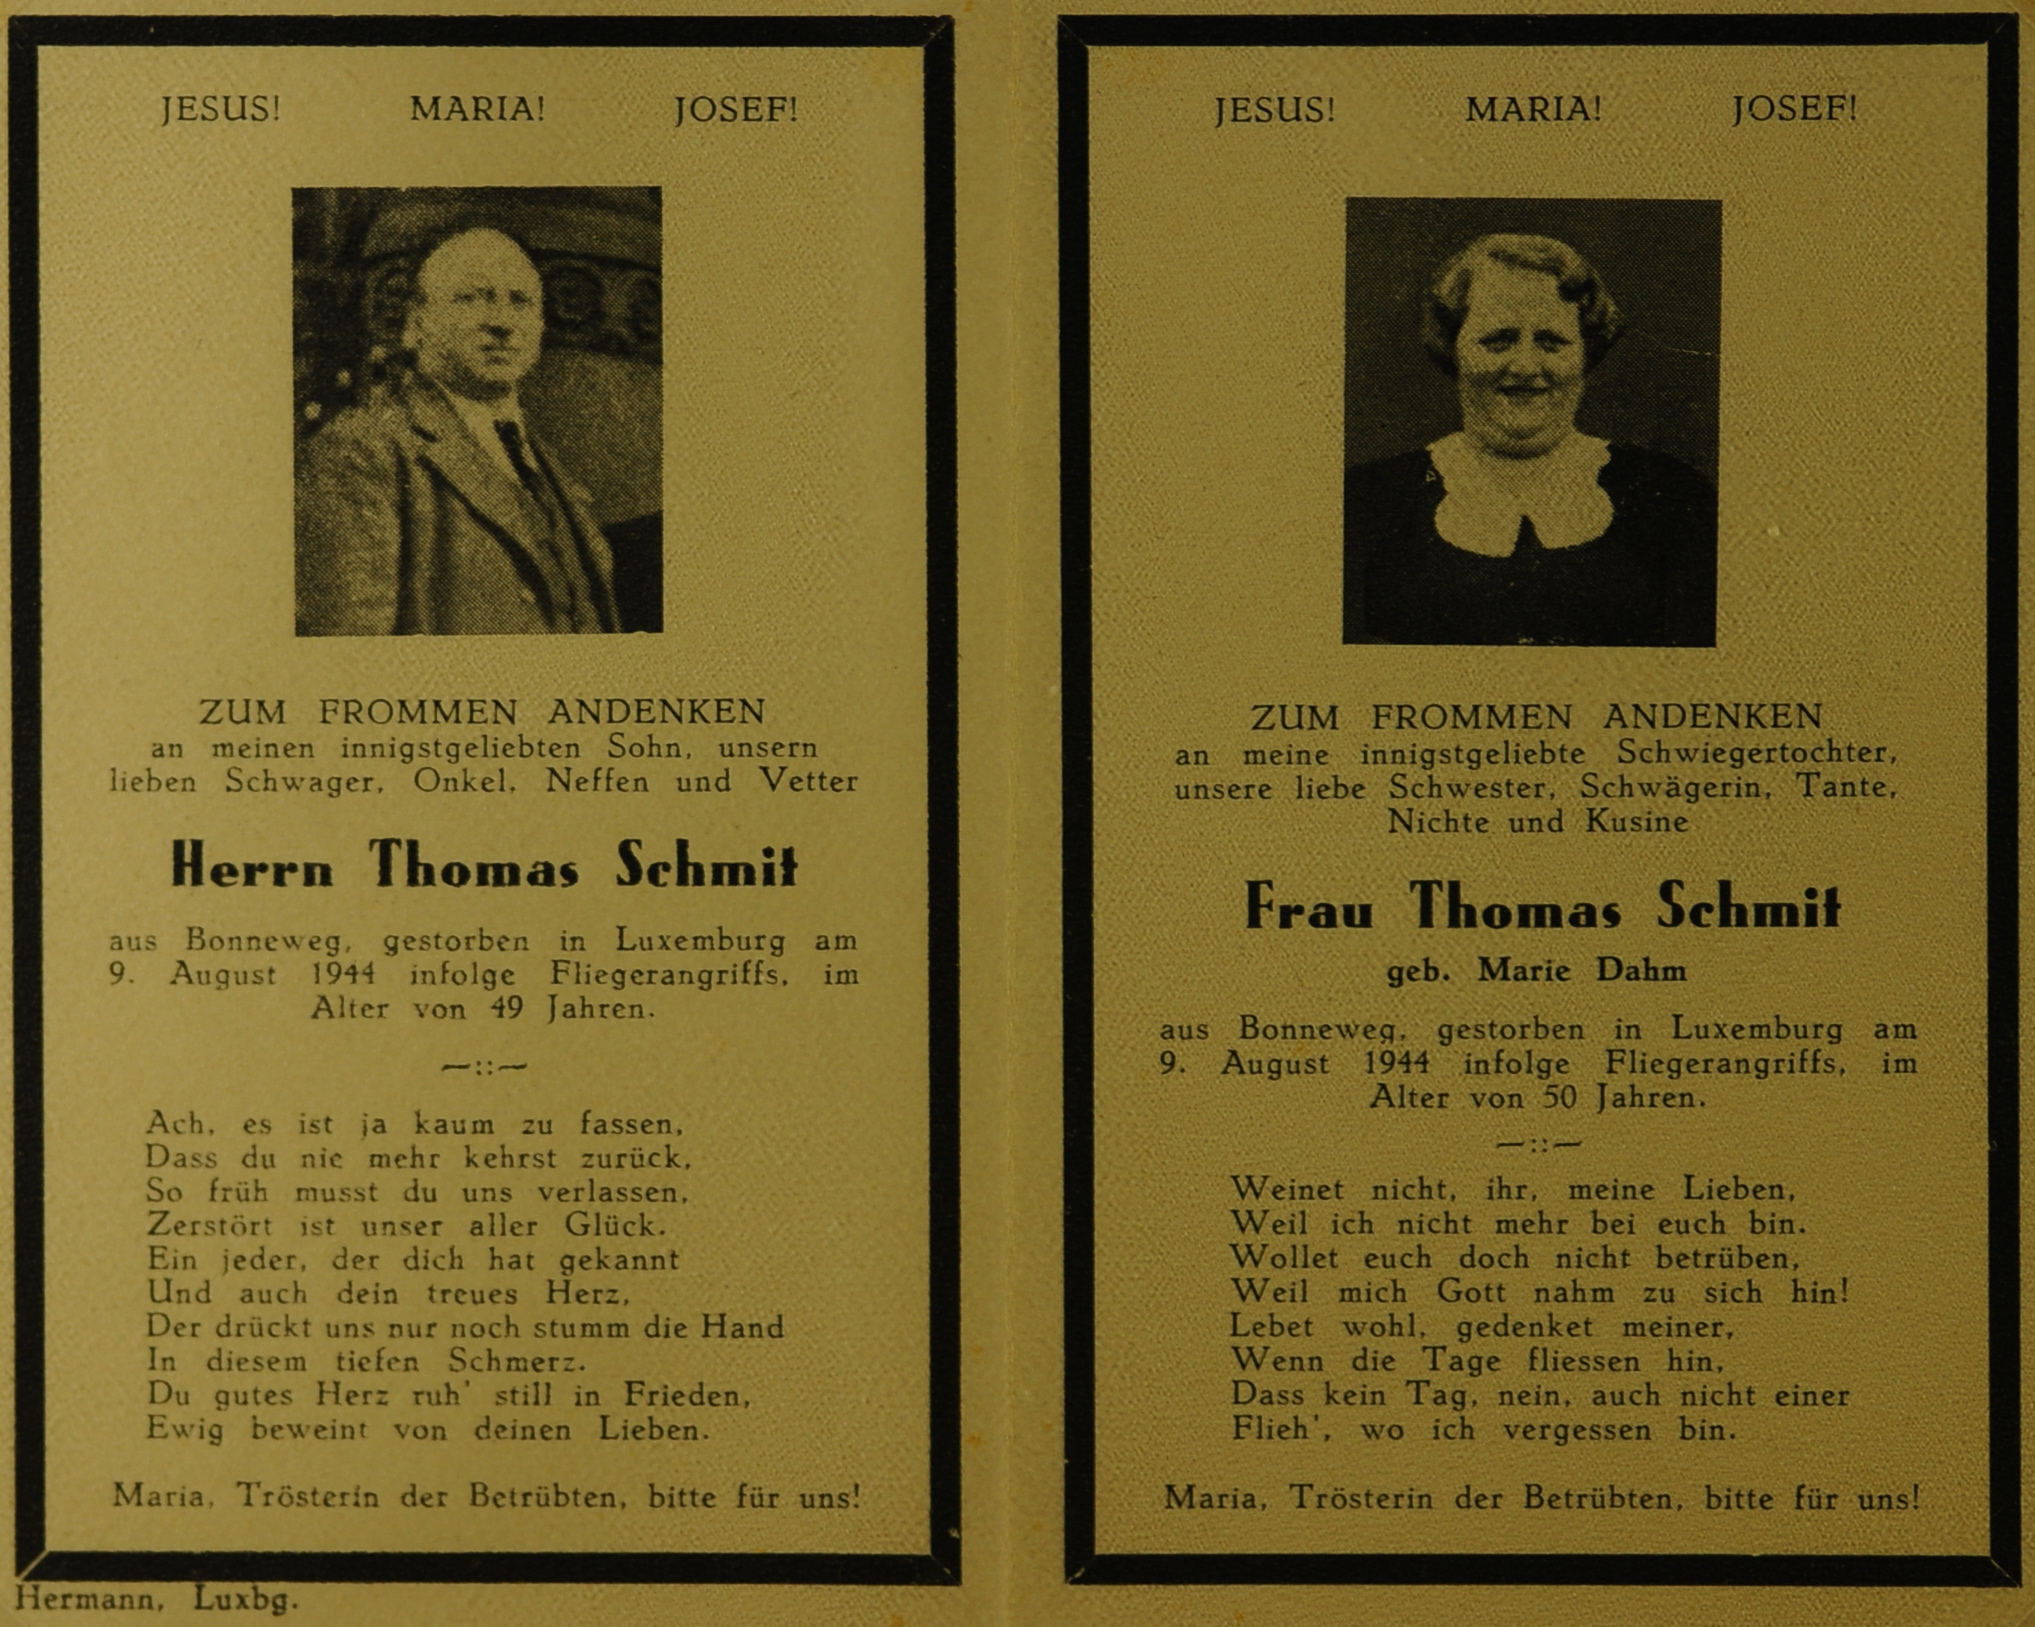 JESUS! MARIA! JOSEF!
ZUM FROMMEN ANDENKEN
an meinen innigstgeliebten Sohn, unsern
lieben Schwager, Onkel, Neffen und Vetter
Herrn Thomas Schmit
aus Bonneweg, gestorben in Luxemburg am
9. August 1944 infolge Fliegerangriffs, im
Alter von 49 Jahren.
—::—
Ach, es ist ja kaum zu fassen,
Dass du nie mehr kehrst zurück,
So früh musst du uns verlassen,
Zerstört ist unser aller Glück.
Ein jeder, der dich hat gekannt
Und auch dein treues Herz,
Der drückt uns nur noch stumm die Hand
In diesem tiefen Schmerz.
Du gutes Herz ruh' still in Frieden,
Ewig beweint von deinen Lieben.
Maria, Trösterin der Betrübten, bitte für uns!
Hermann, Luxbg.
JESUS! MARIA! JOSEF!
ZUM FROMMEN ANDENKEN
an meine innigstgeliebte Schwiegertochter,
unsere liebe Schwester, Schwägerin, Tante,
Nichte und Kusine
Frau Thomas Schmit
geb. Marie Dahm
aus Bonneweg, gestorben in Luxemburg am
9. August 1944 infolge Fliegerangriffs, im
Alter von 50 Jahren.
—::—
Weinet nicht, ihr, meine Lieben,
Weil ich nicht mehr bei euch bin.
Wollet euch doch nicht betrüben,
Weil mich Gott nahm zu sich hin!
Lebet wohl, gedenket meiner,
Wenn die Tage fliessen hin,
Dass kein Tag, nein, auch nicht einer
Flieh', wo ich vergessen bin.
Maria, Trösterin der Betrübten, bitte für uns!